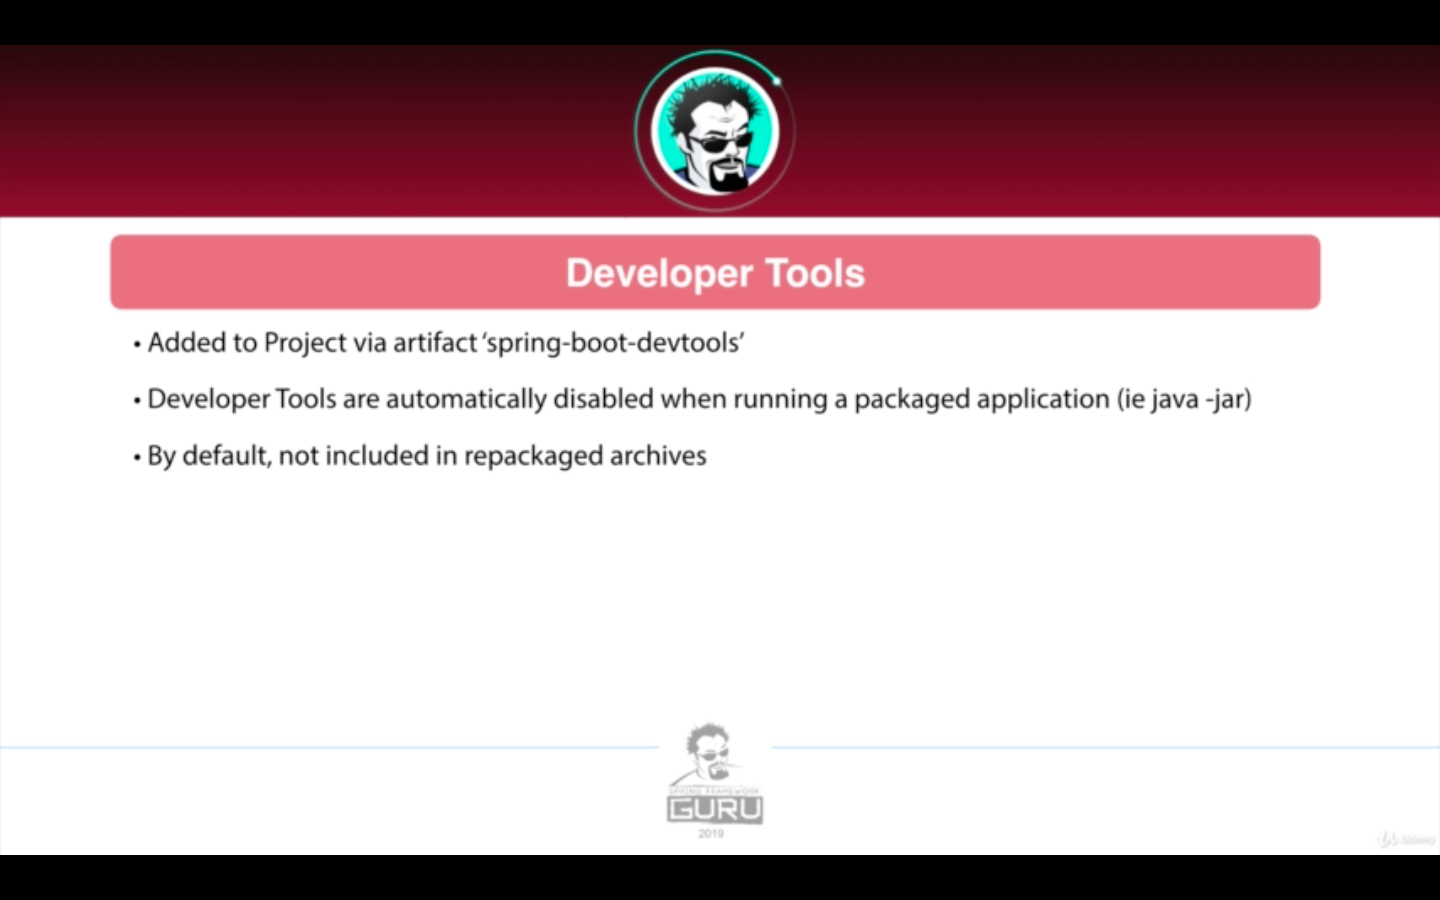 Developer Tools
• Added to Project via artifact ‘spring-boot-devtools’
• Developer Tools are automatically disabled when running a packaged application (ie java -jar)
• By default, not included in repackaged archives
SPRING FRAMEWORK
GURU
2019
Udemy